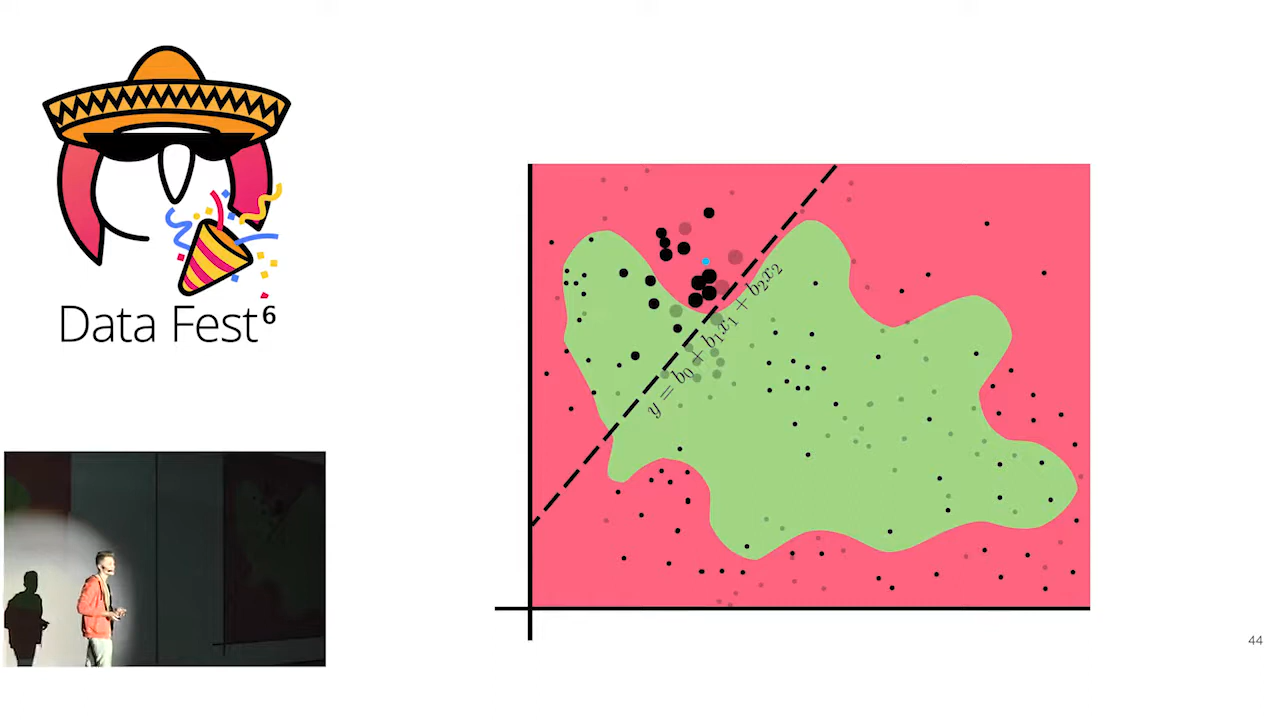 Data Fest⁶
y = b₀ + b₁x₁ + b₂x₂
44